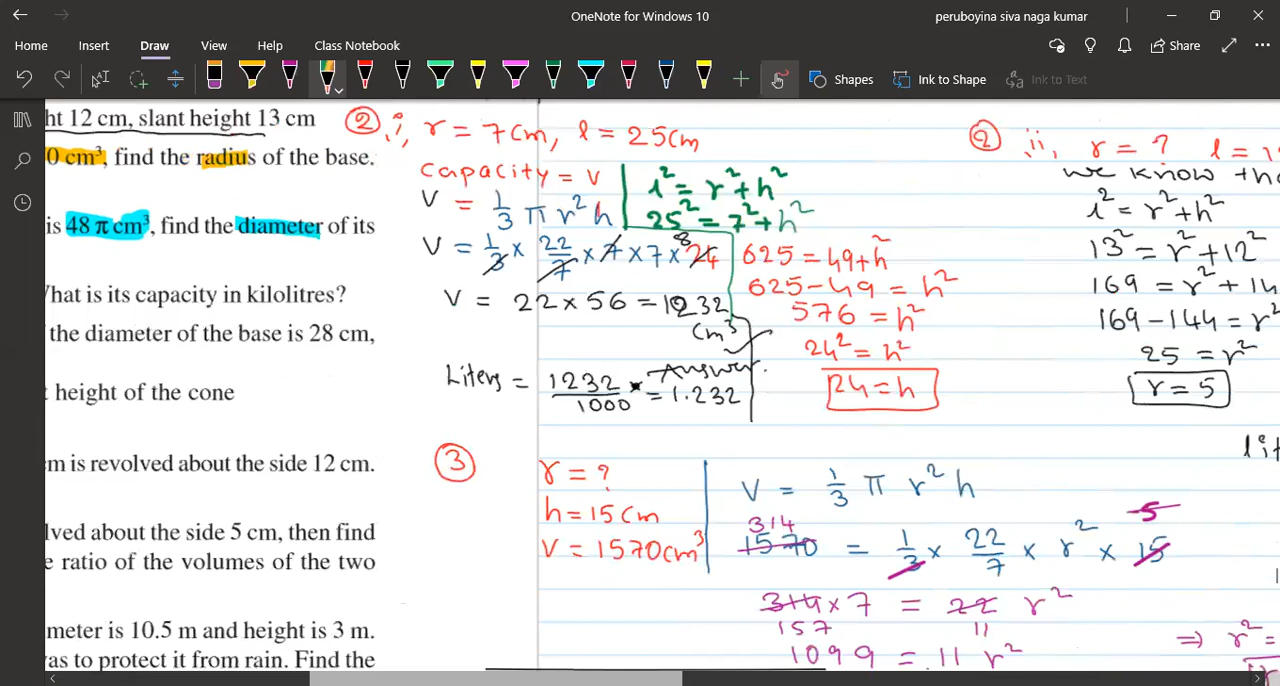 OneNote for Windows 10
peruboyina siva naga kumar
Home Insert Draw View Help Class Notebook
Share
Shapes Ink to Shape Ink to Text
ht 12 cm, slant height 13 cm
0 cm³, find the radius of the base.
is 48 π cm³, find the diameter of its
What is its capacity in kilolitres?
the diameter of the base is 28 cm,
t height of the cone
cm is revolved about the side 12 cm.
lved about the side 5 cm, then find
e ratio of the volumes of the two
meter is 10.5 m and height is 3 m.
vas to protect it from rain. Find the
② i, r = 7cm, l = 25cm
Capacity = V
V = 1/3 π r² h
V = 1/3 × 22/7 × 7 × 7 × 24 8
V = 22 × 56 = 1232
cm³
Answer.
Liters = 1232/1000 = 1.232
l² = r² + h²
25² = 7² + h²
625 = 49 + h²
625 - 49 = h²
576 = h²
24² = h²
24 = h
② ii, r = ? l = 1
we know
l² = r² + h²
13² = r² + 12²
169 = r² + 14
169 - 144 = r²
25 = r²
r = 5
③
r = ?
h = 15cm
V = 1570cm³
V = 1/3 π r² h
314 5
1570 = 1/3 × 22/7 × r² × 15
314 × 7 = 22 r²
157 11
1099 = 11 r²
⇒ r² =